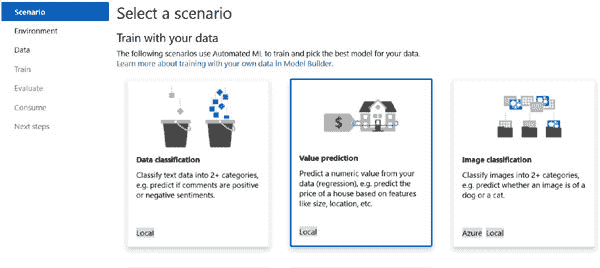 Scenario
Environment
Data
Train
Evaluate
Consume
Next steps
Select a scenario
Train with your data
The following scenarios use Automated ML to train and pick the best model for your data.
Learn more about training with your own data in Model Builder.
Data classification
Classify text data into 2+ categories,
e.g. predict if comments are positive
or negative sentiments.
Local
$
Value prediction
Predict a numeric value from your
data (regression), e.g. predict the
price of a house based on features
like size, location, etc.
Local
Image classification
Classify images into 2+ categories,
e.g. predict whether an image is of a
dog or a cat.
Azure Local